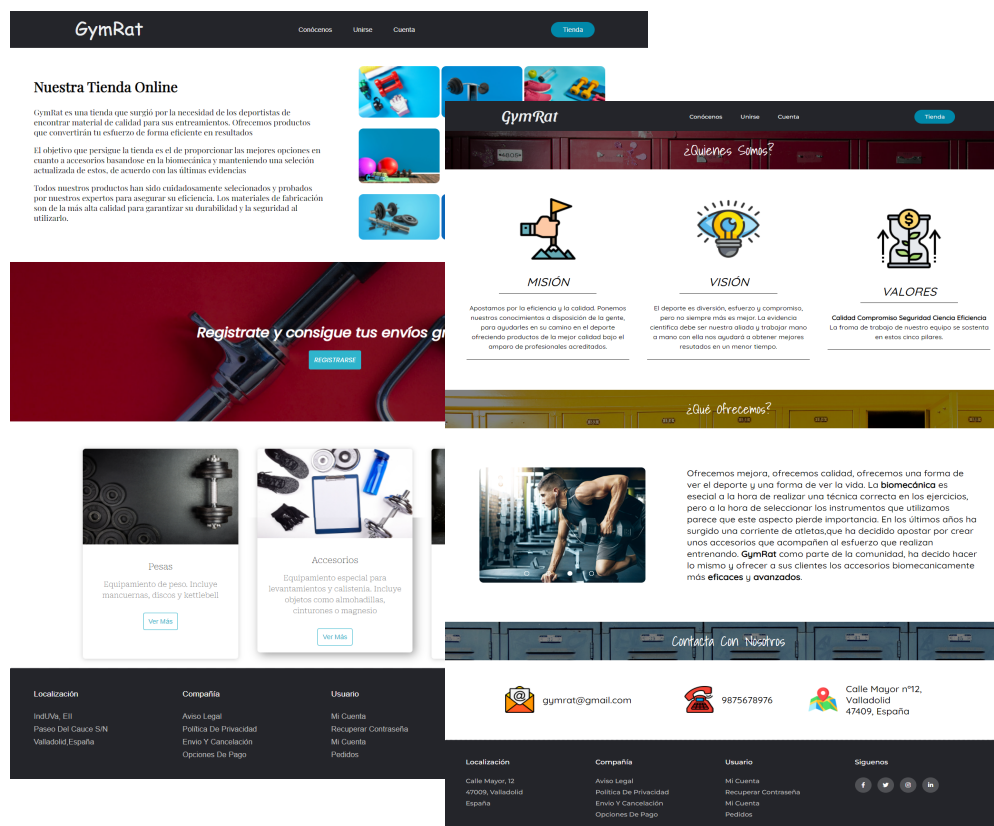 GymRat
Conócenos Unirse Cuenta
Tienda
Nuestra Tienda Online
GymRat es una tienda que surgió por la necesidad de los deportistas de
encontrar material de calidad para sus entreamientos. Ofrecemos productos
que convertirán tu esfuerzo de forma eficiente en resultados
El objetivo que persigue la tienda es el de proporcionar las mejores opciones en
cuanto a accesorios basandose en la biomecánica y manteniendo una seleción
actualizada de estos, de acuerdo con las últimas evidencias
Todos nuestros productos han sido cuidadosamente selecionados y probados
por nuestros expertos para asegurar su eficiencia. Los materiales de fabricación
son de la más alta calidad para garantizar su durabilidad y la seguridad al
utilizarlo.
Registrate y consigue tus envíos gr
REGISTRARSE
Pesas
Equipamiento de peso. Incluye
mancuernas, discos y kettlebell
Ver Más
Accesorios
Equipamiento especial para
levantamientos y calistenia. Incluye
objetos como almohadillas,
cinturones o magnesio
Ver Más
Localización
IndUVa, EII
Paseo Del Cauce S/N
Valladolid,España
Compañía
Aviso Legal
Política De Privacidad
Envio Y Cancelación
Opciones De Pago
Usuario
Mi Cuenta
Recuperar Contraseña
Mi Cuenta
Pedidos
GymRat
Conócenos Unirse Cuenta
Tienda
¿Quienes Somos?
MISIÓN
Apostamos por la eficiencia y la calidad. Ponemos
nuestros conocimientos a disposición de la gente,
para ayudarles en su camino en el deporte
ofreciendo productos de la mejor calidad bajo el
amparo de profesionales acreditados.
VISIÓN
El deporte es diversión, esfuerzo y compromiso,
pero no siempre más es mejor. La evidencia
cientifica debe ser nuestra aliada y trabajar mano
a mano con ella nos ayudará a obtener mejores
resutados en un menor tiempo.
VALORES
Calidad Compromiso Seguridad Ciencia Eficiencia
La froma de trabajo de nuestro equipo se sostenta
en estos cinco pilares.
¿Qué Ofrecemos?
Ofrecemos mejora, ofrecemos calidad, ofrecemos una forma de
ver el deporte y una forma de ver la vida. La biomecánica es
esecial a la hora de realizar una técnica correcta en los ejercicios,
pero a la hora de seleccionar los instrumentos que utilizamos
parece que este aspecto pierde importancia. En los últimos años ha
surgido una corriente de atletas,que ha decidido apostar por crear
unos accesorios que acompañen al esfuerzo que realizan
entrenando. GymRat como parte de la comunidad, ha decido hacer
lo mismo y ofrecer a sus clientes los accesorios biomecanicamente
más eficaces y avanzados.
Contacta Con Nosotros
gymrat@gmail.com
9875678976
Calle Mayor nº12,
Valladolid
47409, España
Localización
Calle Mayor, 12
47009, Valladolid
España
Compañía
Aviso Legal
Política De Privacidad
Envio Y Cancelación
Opciones De Pago
Usuario
Mi Cuenta
Recuperar Contraseña
Mi Cuenta
Pedidos
Siguenos